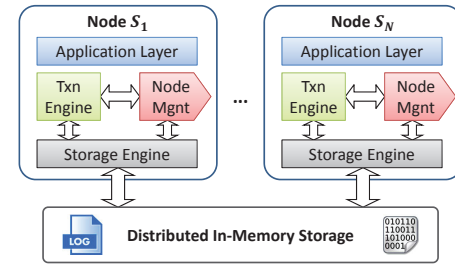 Node S₁
Application Layer
Txn Engine
Node Mgnt
Storage Engine
...
Node S_N
Application Layer
Txn Engine
Node Mgnt
Storage Engine
LOG
Distributed In-Memory Storage
010110
110011
101000
0001